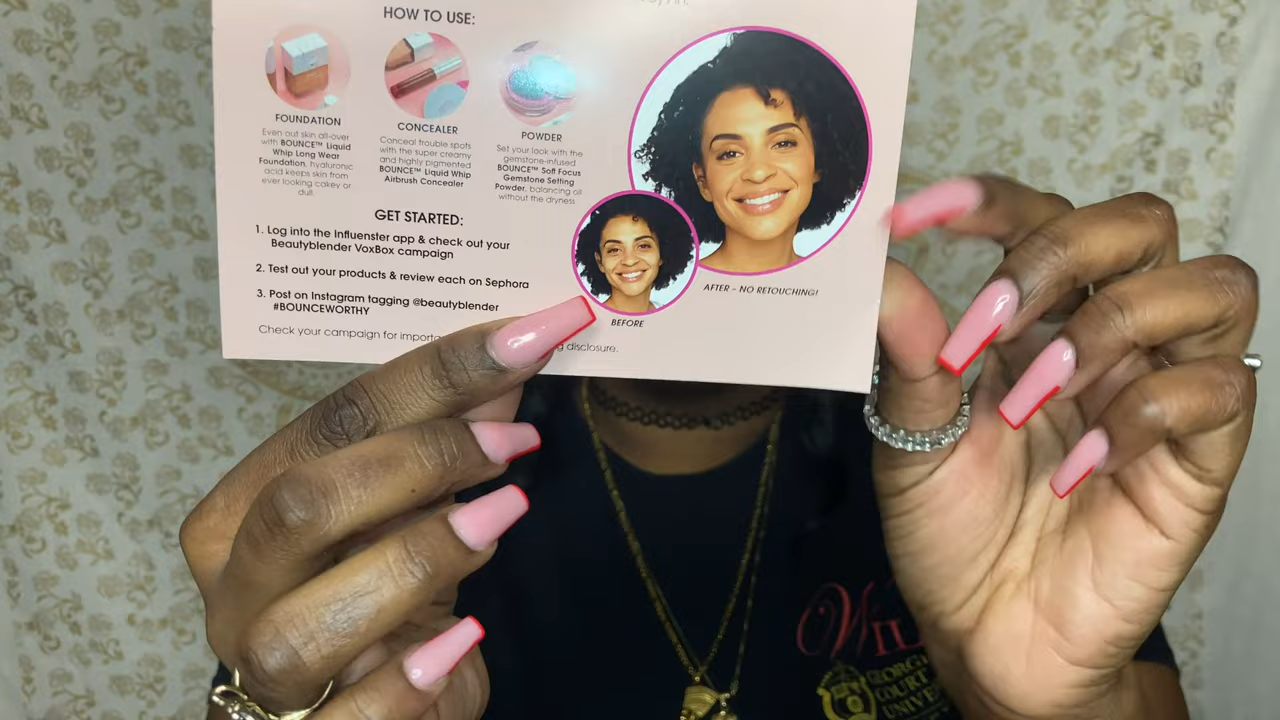 HOW TO USE:
FOUNDATION
Even out skin all-over
with BOUNCE™ Liquid
Whip Long Wear
Foundation, hyaluronic
acid keeps skin from
ever looking cakey or
dull.
CONCEALER
Conceal trouble spots
with the super creamy
and highly pigmented
BOUNCE™ Liquid Whip
Airbrush Concealer
POWDER
Set your look with the
gemstone-infused
BOUNCE™ Soft Focus
Gemstone Setting
Powder, balancing oil
without the dryness
GET STARTED:
1. Log into the Influenster app & check out your
Beautyblender VoxBox campaign
2. Test out your products & review each on Sephora
3. Post on Instagram tagging @beautyblender
#BOUNCEWORTHY
Check your campaign for disclosure.
BEFORE
AFTER – NO RETOUCHING!
COURT